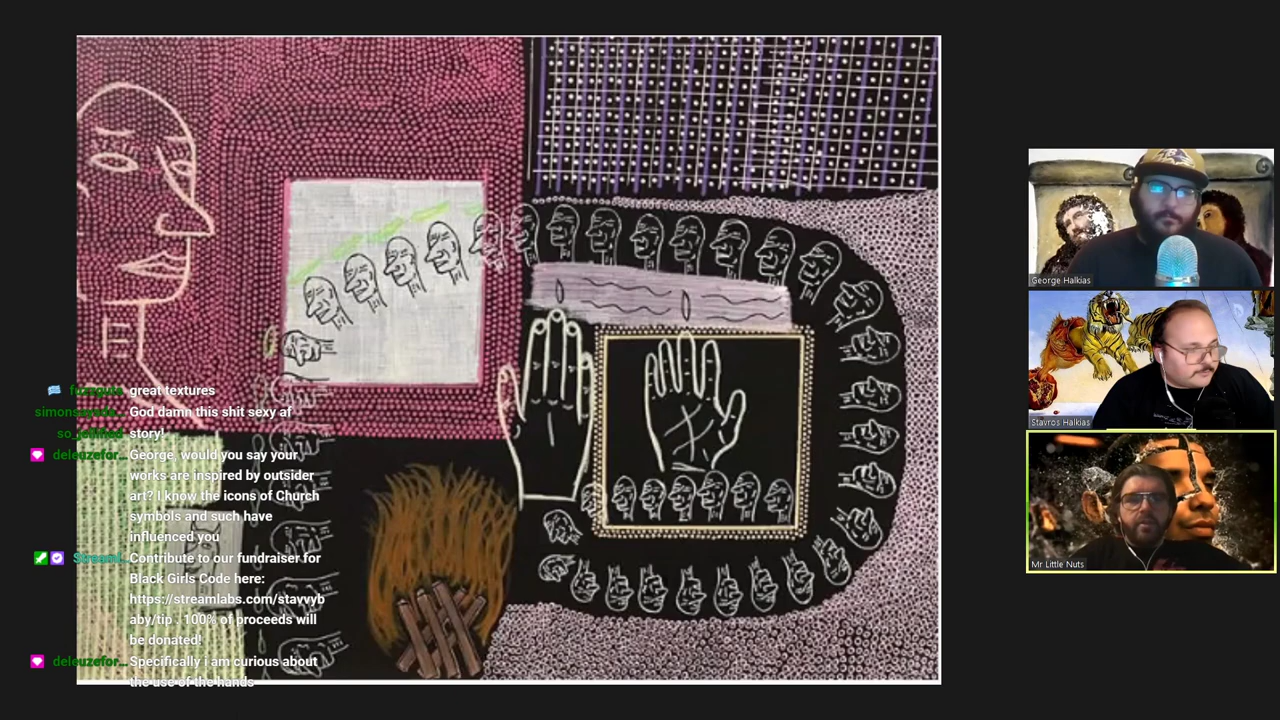 great textures
God damn this shit sexy af
story!
George, would you say your
works are inspired by outsider
art? I know the icons of Church
symbols and such have
influenced you
Contribute to our fundraiser for
Black Girls Code here:
https://streamlabs.com/stavvyb
aby/tip . 100% of proceeds will
be donated!
deleuzefor... Specifically i am curious about
the use of the hands
George Halkias
Stavros Halkias
Mr Little Nuts